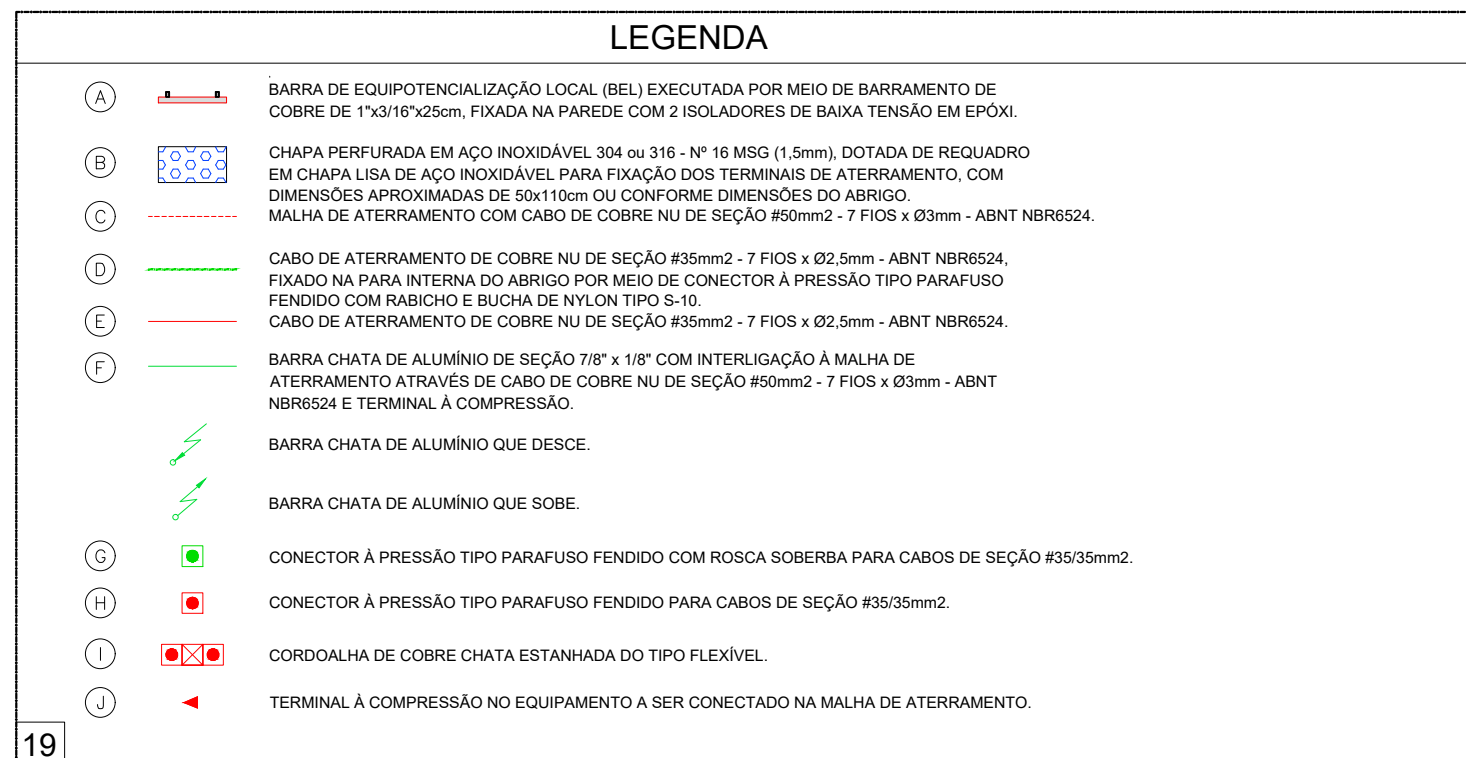 LEGENDA
A
BARRA DE EQUIPOTENCIALIZAÇÃO LOCAL (BEL) EXECUTADA POR MEIO DE BARRAMENTO DE
COBRE DE 1"x3/16"x25cm, FIXADA NA PAREDE COM 2 ISOLADORES DE BAIXA TENSÃO EM EPÓXI.
B
CHAPA PERFURADA EM AÇO INOXIDÁVEL 304 ou 316 - Nº 16 MSG (1,5mm), DOTADA DE REQUADRO
EM CHAPA LISA DE AÇO INOXIDÁVEL PARA FIXAÇÃO DOS TERMINAIS DE ATERRAMENTO, COM
DIMENSÕES APROXIMADAS DE 50x110cm OU CONFORME DIMENSÕES DO ABRIGO.
C
MALHA DE ATERRAMENTO COM CABO DE COBRE NU DE SEÇÃO #50mm2 - 7 FIOS x Ø3mm - ABNT NBR6524.
D
CABO DE ATERRAMENTO DE COBRE NU DE SEÇÃO #35mm2 - 7 FIOS x Ø2,5mm - ABNT NBR6524,
FIXADO NA PARA INTERNA DO ABRIGO POR MEIO DE CONECTOR À PRESSÃO TIPO PARAFUSO
FENDIDO COM RABICHO E BUCHA DE NYLON TIPO S-10.
E
CABO DE ATERRAMENTO DE COBRE NU DE SEÇÃO #35mm2 - 7 FIOS x Ø2,5mm - ABNT NBR6524.
F
BARRA CHATA DE ALUMÍNIO DE SEÇÃO 7/8" x 1/8" COM INTERLIGAÇÃO À MALHA DE
ATERRAMENTO ATRAVÉS DE CABO DE COBRE NU DE SEÇÃO #50mm2 - 7 FIOS x Ø3mm - ABNT
NBR6524 E TERMINAL À COMPRESSÃO.
BARRA CHATA DE ALUMÍNIO QUE DESCE.
BARRA CHATA DE ALUMÍNIO QUE SOBE.
G
CONECTOR À PRESSÃO TIPO PARAFUSO FENDIDO COM ROSCA SOBERBA PARA CABOS DE SEÇÃO #35/35mm2.
H
CONECTOR À PRESSÃO TIPO PARAFUSO FENDIDO PARA CABOS DE SEÇÃO #35/35mm2.
I
CORDOALHA DE COBRE CHATA ESTANHADA DO TIPO FLEXÍVEL.
J
TERMINAL À COMPRESSÃO NO EQUIPAMENTO A SER CONECTADO NA MALHA DE ATERRAMENTO.
19